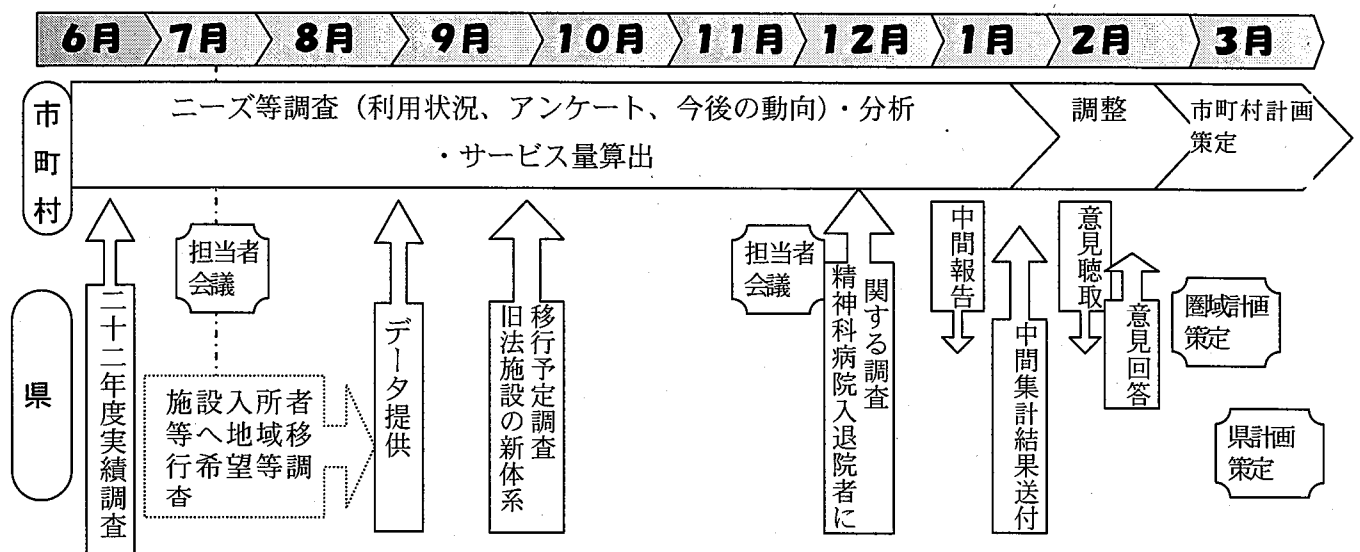 6月 7月 8月 9月 10月 11月 12月 1月 2月 3月
市町村
ニーズ等調査（利用状況、アンケート、今後の動向）・分析
・サービス量算出
調整
市町村計画
策定
県
二十二年度実績調査
担当者
会議
施設入所者
等へ地域移
行希望等調
査
データ提供
移行予定調査
旧法施設の新体系
担当者
会議
関する調査
精神科病院入退院者に
中間報告
中間集計結果送付
意見聴取
意見回答
圏域計画
策定
県計画
策定